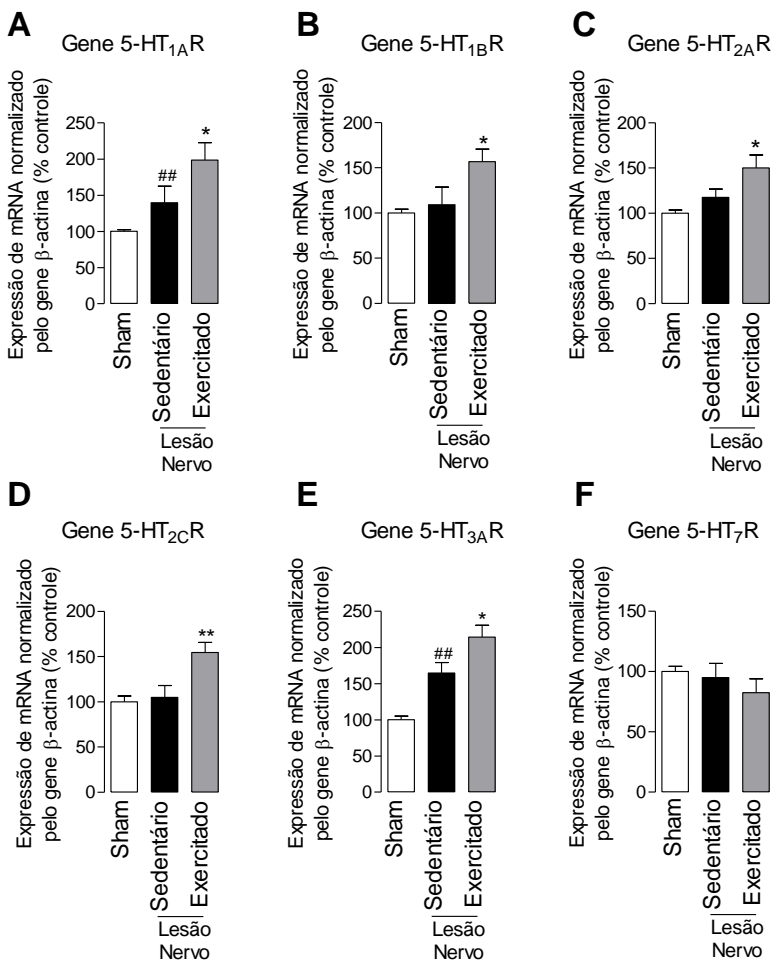 A
Gene 5-HT1AR
Expressão de mRNA normalizado
pelo gene β-actina (% controle)
250
200
150
100
50
0
##
*
Sham
Sedentário
Exercitado
Lesão
Nervo
B
Gene 5-HT1BR
Expressão de mRNA normalizado
pelo gene β-actina (% controle)
200
150
100
50
0
*
Sham
Sedentário
Exercitado
Lesão
Nervo
C
Gene 5-HT2AR
Expressão de mRNA normalizado
pelo gene β-actina (% controle)
200
150
100
50
0
*
Sham
Sedentário
Exercitado
Lesão
Nervo
D
Gene 5-HT2CR
Expressão de mRNA normalizado
pelo gene β-actina (% controle)
200
150
100
50
0
**
Sham
Sedentário
Exercitado
Lesão
Nervo
E
Gene 5-HT3AR
Expressão de mRNA normalizado
pelo gene β-actina (% controle)
250
200
150
100
50
0
##
*
Sham
Sedentário
Exercitado
Lesão
Nervo
F
Gene 5-HT7R
Expressão de mRNA normalizado
pelo gene β-actina (% controle)
150
100
50
0
Sham
Sedentário
Exercitado
Lesão
Nervo